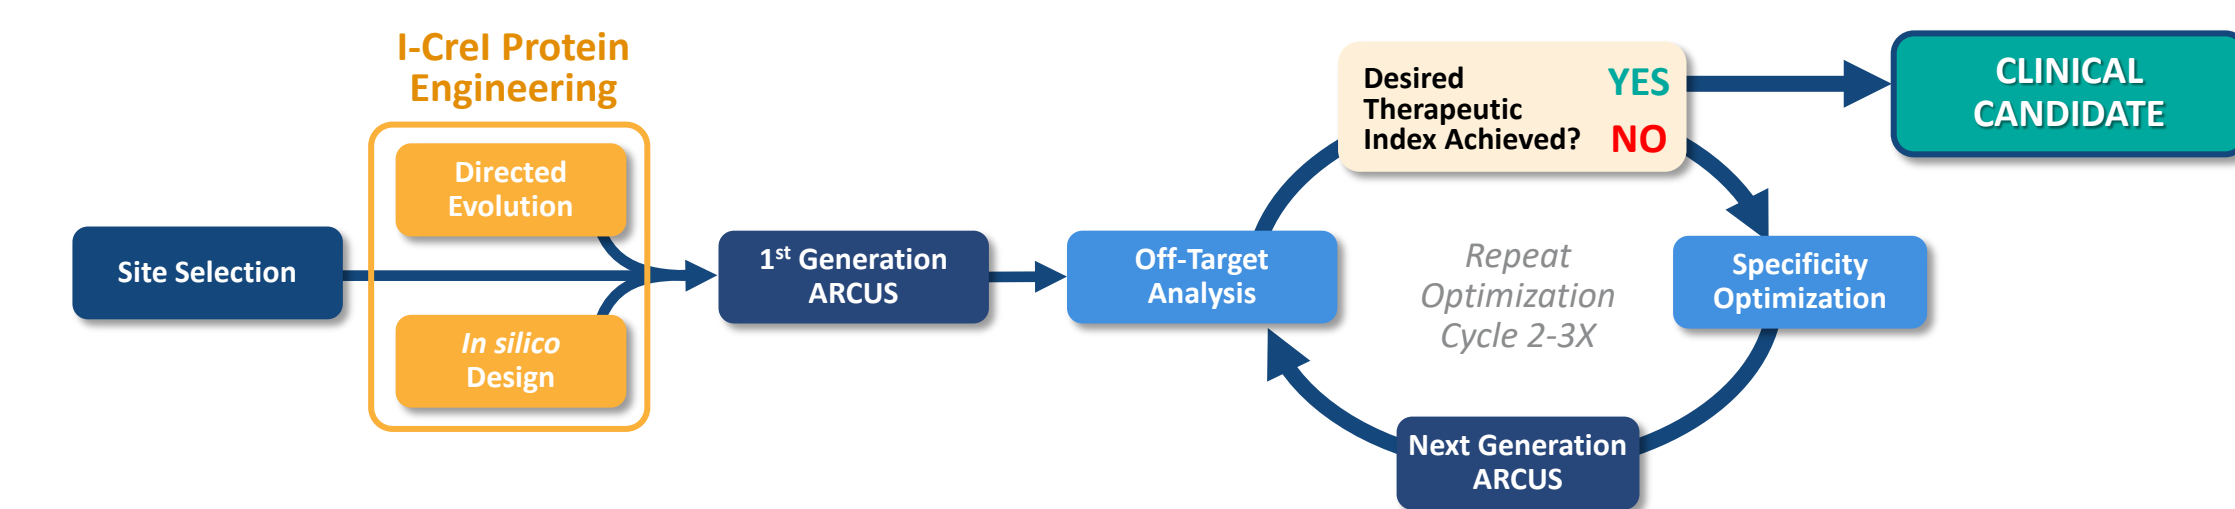 I-CreI Protein
Engineering
Directed
Evolution
In silico
Design
Site Selection
1st Generation
ARCUS
Off-Target
Analysis
Desired
Therapeutic
Index Achieved?
YES
NO
Repeat
Optimization
Cycle 2-3X
Specificity
Optimization
Next Generation
ARCUS
CLINICAL
CANDIDATE